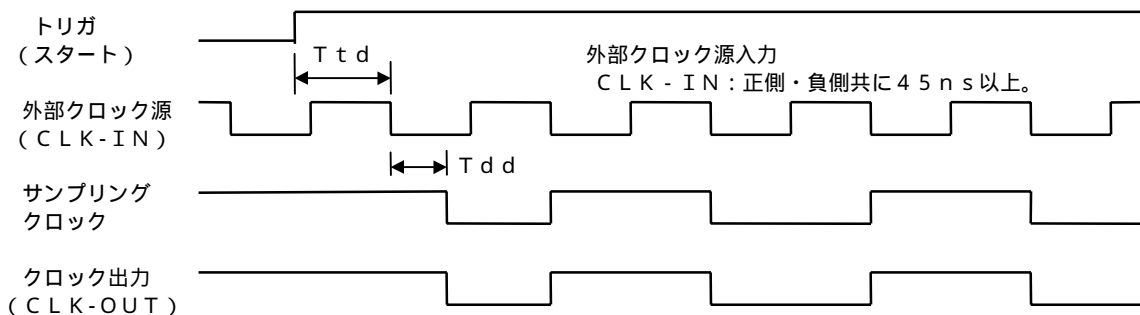 トリガ
(スタート)
Ttd
外部クロック源入力
CLK-IN:正側・負側共に45ns以上。
外部クロック源
(CLK-IN)
Tdd
サンプリング
クロック
クロック出力
(CLK-OUT)